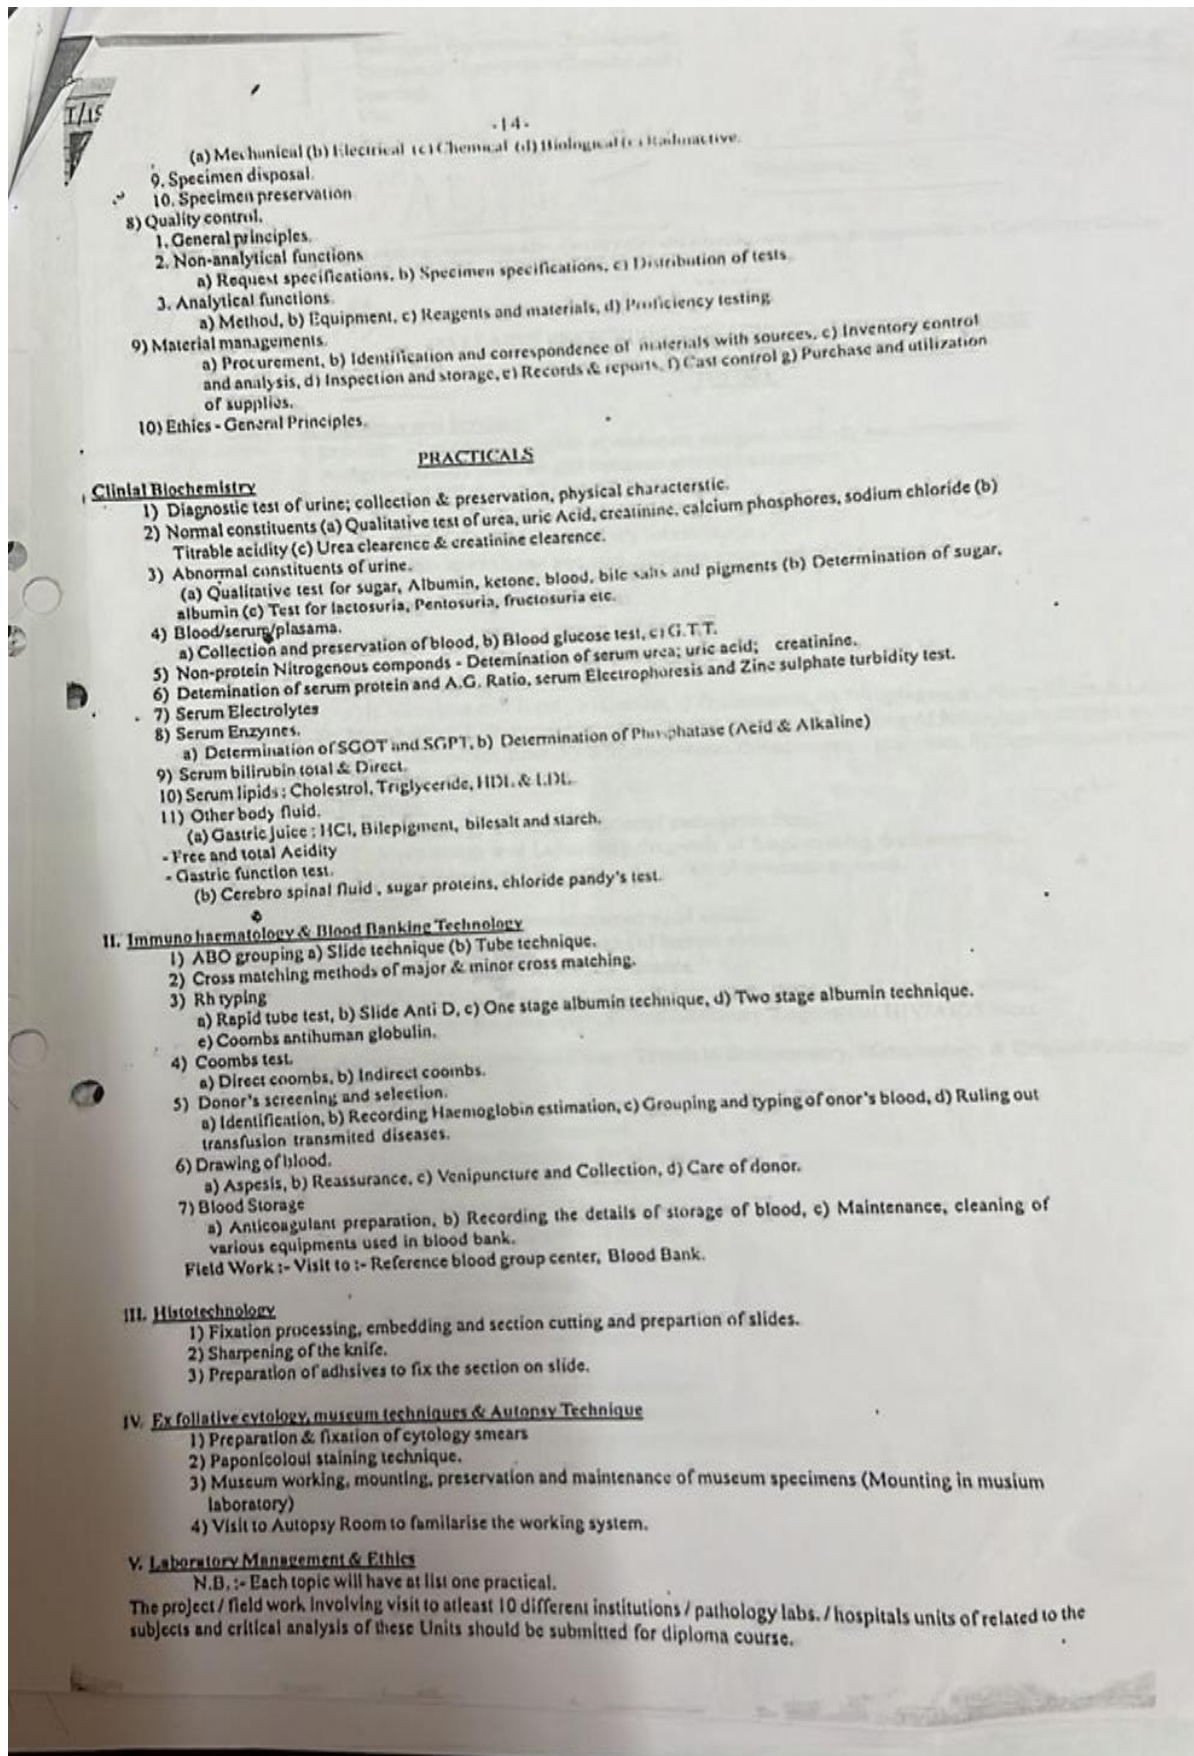 I/15
-14-
(a) Mechanical (b) Electrical (c) Chemical (d) Biological (e) Radioactive.
9. Specimen disposal.
10. Specimen preservation
8) Quality control.
1. General principles.
2. Non-analytical functions
a) Request specifications, b) Specimen specifications, c) Distribution of tests
3. Analytical functions.
a) Method, b) Equipment, c) Reagents and materials, d) Proficiency testing
9) Material managements.
a) Procurement, b) Identification and correspondence of materials with sources, c) Inventory control
and analysis, d) Inspection and storage, e) Records & reports, f) Cast control g) Purchase and utilization
of supplies.
10) Ethics - General Principles.
PRACTICALS
Clinial Biochemistry
1) Diagnostic test of urine; collection & preservation, physical characterstic.
2) Normal constituents (a) Qualitative test of urea, uric Acid, creatinine, calcium phosphores, sodium chloride (b)
Titrable acidity (c) Urea clearence & creatinine clearence.
3) Abnormal constituents of urine.
(a) Qualitative test for sugar, Albumin, ketone, blood, bile salts and pigments (b) Determination of sugar,
albumin (c) Test for lactosuria, Pentosuria, fructosuria etc.
4) Blood/serum/plasama.
a) Collection and preservation of blood, b) Blood glucose test, c) G.T.T.
5) Non-protein Nitrogenous componds - Detemination of serum urea; uric acid; creatinine.
6) Detemination of serum protein and A.G. Ratio, serum Electrophoresis and Zinc sulphate turbidity test.
7) Serum Electrolytes
8) Serum Enzymes.
a) Determination of SGOT and SGPT, b) Determination of Phosphatase (Acid & Alkaline)
9) Serum bilirubin total & Direct.
10) Serum lipids : Cholestrol, Triglyceride, HDL & LDL.
11) Other body fluid.
(a) Gastric Juice : HCl, Bilepigment, bilesalt and starch.
- Free and total Acidity
- Gastric function test.
(b) Cerebro spinal fluid , sugar proteins, chloride pandy's test.
II. Immuno haematology & Blood Banking Technology
1) ABO grouping a) Slide technique (b) Tube technique.
2) Cross matching methods of major & minor cross matching.
3) Rh typing
a) Rapid tube test, b) Slide Anti D, c) One stage albumin technique, d) Two stage albumin technique.
e) Coombs antihuman globulin.
4) Coombs test.
a) Direct coombs, b) Indirect coombs.
5) Donor's screening and selection.
a) Identification, b) Recording Haemoglobin estimation, c) Grouping and typing of onor's blood, d) Ruling out
transfusion transmited diseases.
6) Drawing of blood.
a) Aspesis, b) Reassurance, c) Venipuncture and Collection, d) Care of donor.
7) Blood Storage
a) Anticoagulant preparation, b) Recording the details of storage of blood, c) Maintenance, cleaning of
various equipments used in blood bank.
Field Work :- Visit to :- Reference blood group center, Blood Bank.
III. Histotechnology
1) Fixation processing, embedding and section cutting and prepartion of slides.
2) Sharpening of the knife.
3) Preparation of adhsives to fix the section on slide.
IV. Ex foliative cytology, museum techniques & Autopsy Technique
1) Preparation & fixation of cytology smears
2) Paponicoloul staining technique.
3) Museum working, mounting, preservation and maintenance of museum specimens (Mounting in musium
laboratory)
4) Visit to Autopsy Room to familarise the working system.
V. Laboratory Management & Ethics
N.B. :- Each topic will have at list one practical.
The project / field work involving visit to atleast 10 different institutions / pathology labs. / hospitals units of related to the
subjects and critical analysis of these Units should be submitted for diploma course.